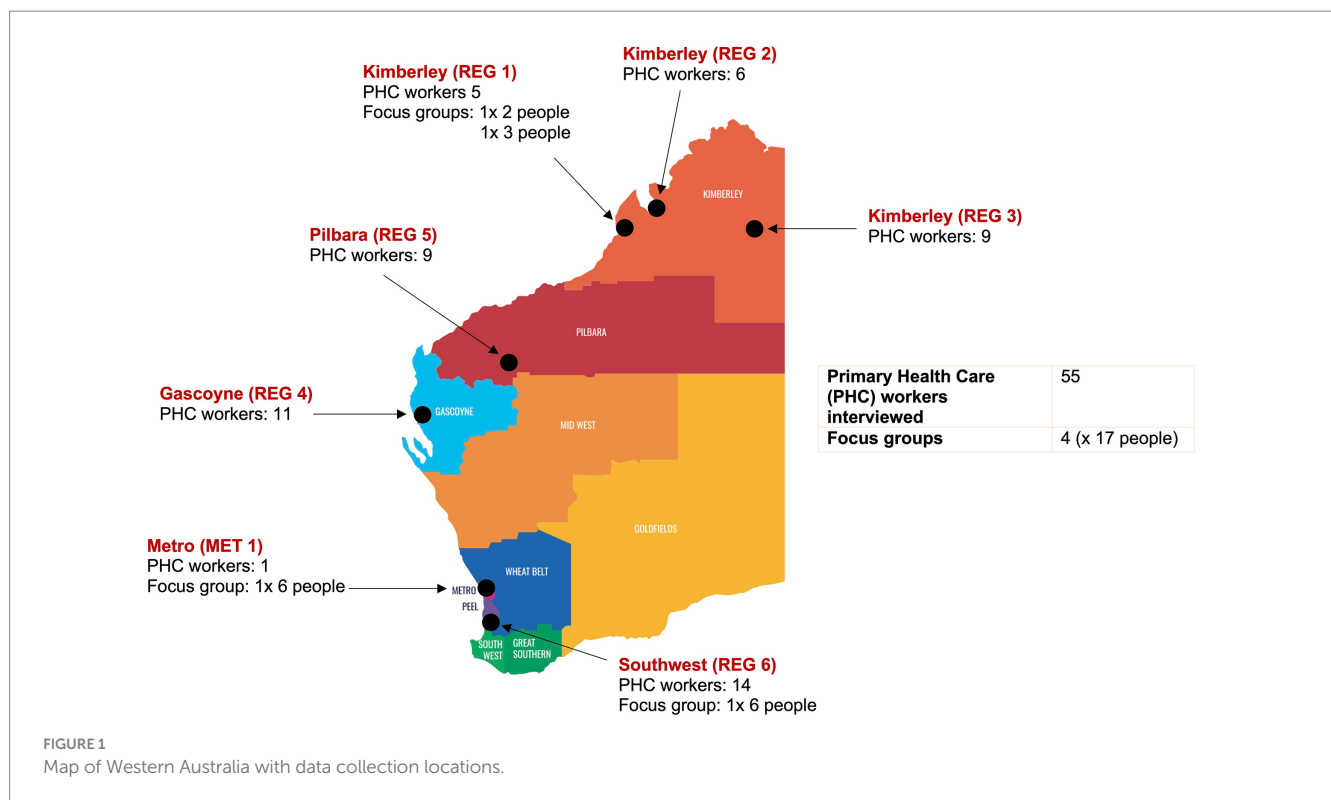 Kimberley (REG 2)
PHC workers: 6
Kimberley (REG 1)
PHC workers 5
Focus groups: 1x 2 people
1x 3 people
KIMBERLEY
Kimberley (REG 3)
PHC workers: 9
Pilbara (REG 5)
PHC workers: 9
PILBARA
Gascoyne (REG 4)
PHC workers: 11
GASCOYNE
MID WEST
Primary Health Care
(PHC) workers
interviewed
55
Focus groups
4 (x 17 people)
GOLDFIELDS
Metro (MET 1)
PHC workers: 1
Focus group: 1x 6 people
WHEAT BELT
METRO
PEEL
SOUTH
WEST
GREAT
SOUTHERN
Southwest (REG 6)
PHC workers: 14
Focus group: 1x 6 people
FIGURE 1
Map of Western Australia with data collection locations.